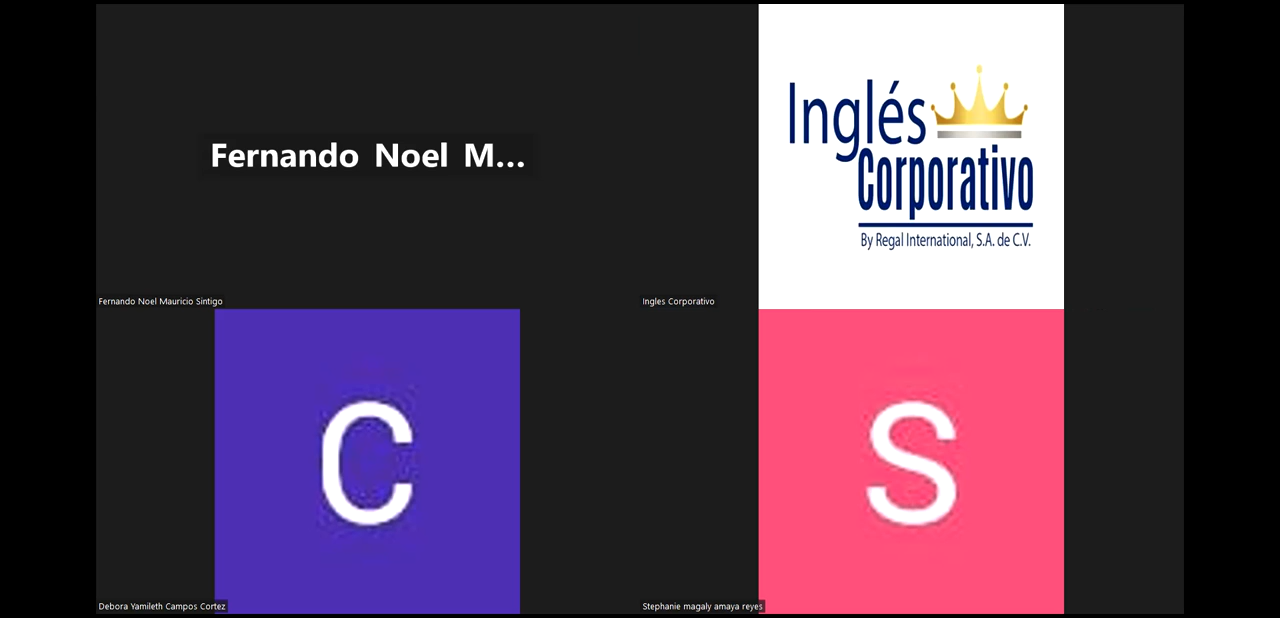 Fernando Noel M...
Inglés
Corporativo
By Regal International, S.A. de C.V.
Fernando Noel Mauricio Sintigo
Ingles Corporativo
C
S
Debora Yamileth Campos Cortez
Stephanie magaly amaya reyes